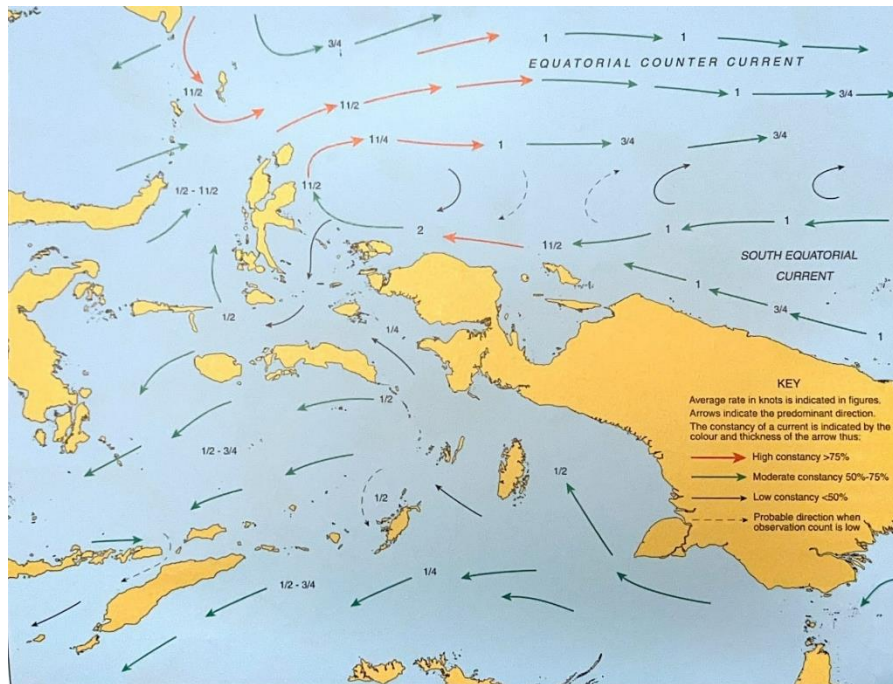 3/4
1
1
EQUATORIAL COUNTER CURRENT
1 1/2
1 1/2
1
3/4
1 1/4
1
3/4
3/4
1/2 - 1 1/2
1 1/2
2
1 1/2
1
1
SOUTH EQUATORIAL
CURRENT
1
3/4
1
1/2
1/4
1/2
1/2 - 3/4
1/2
1/2
1/2 - 3/4
1/4
KEY
Average rate in knots is indicated in figures.
Arrows indicate the predominant direction.
The constancy of a current is indicated by the
colour and thickness of the arrow thus:
High constancy >75%
Moderate constancy 50%-75%
Low constancy <50%
Probable direction when
observation count is low